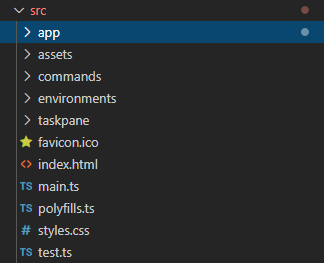 src
app
assets
commands
environments
taskpane
favicon.ico
<> index.html
TS main.ts
TS polyfills.ts
# styles.css
TS test.ts